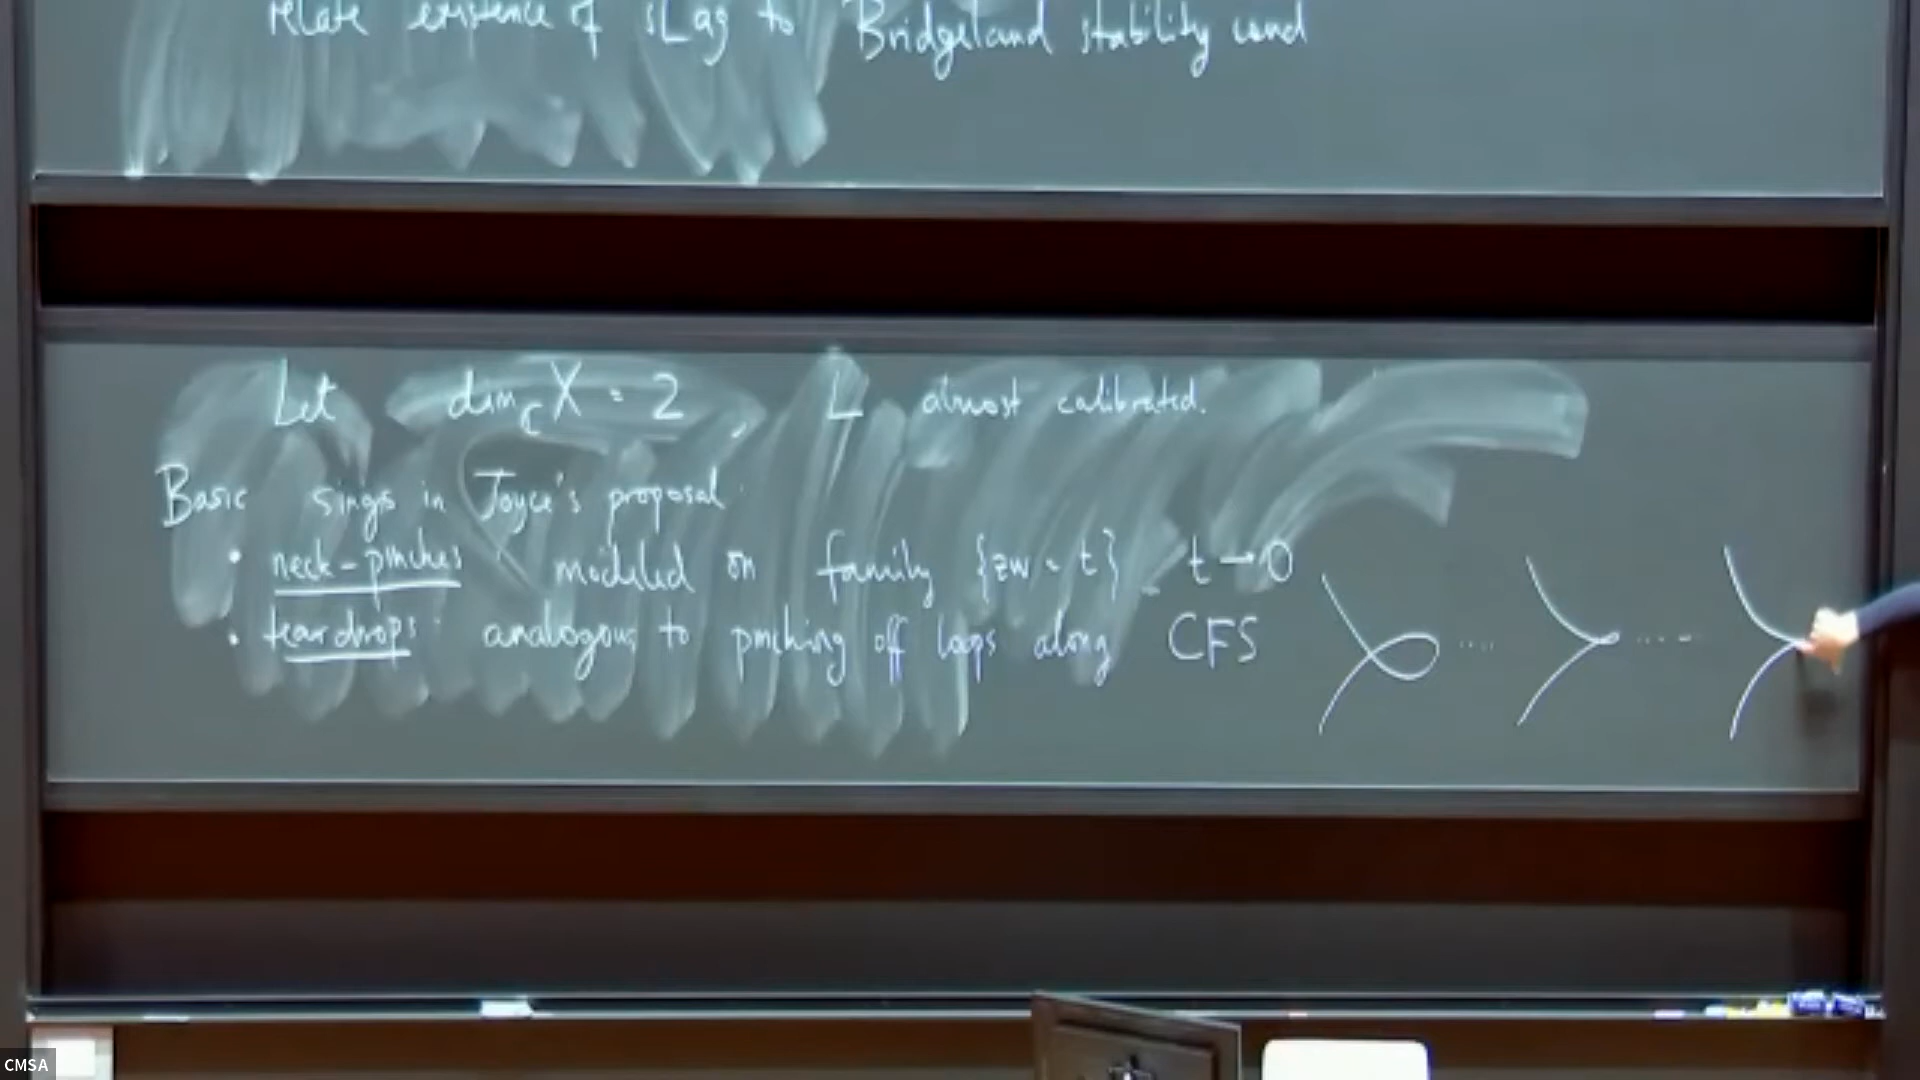 relate existence of sLag to Bridgeland stability cond
Let dim_C X = 2, L almost calibrated.
Basic sings in Joyce's proposal
• neck-pinches modeled on family {zw = t} t → 0
• teardrops: analogous to pinching off loops along CFS
CMSA